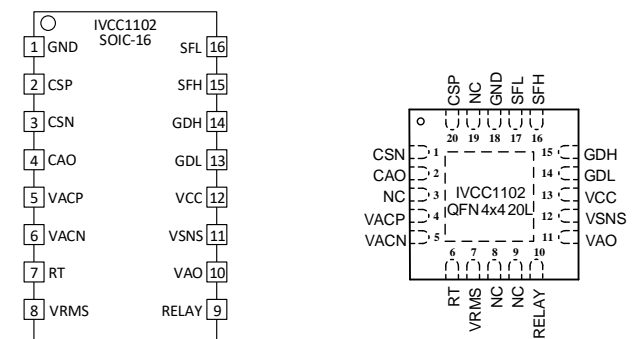 IVCC1102
SOIC-16
1 GND SFL 16
2 CSP SFH 15
3 CSN GDH 14
4 CAO GDL 13
5 VACP VCC 12
6 VACN VSNS 11
7 RT VAO 10
8 VRMS RELAY 9
CSP NC GND SFL SFH
20 19 18 17 16
CSN 1 15 GDH
CAO 2 14 GDL
NC 3 IVCC1102 13 VCC
VACP 4 QFN 4x4 20L 12 VSNS
VACN 5 11 VAO
6 7 8 9 10
RT VRMS NC NC RELAY